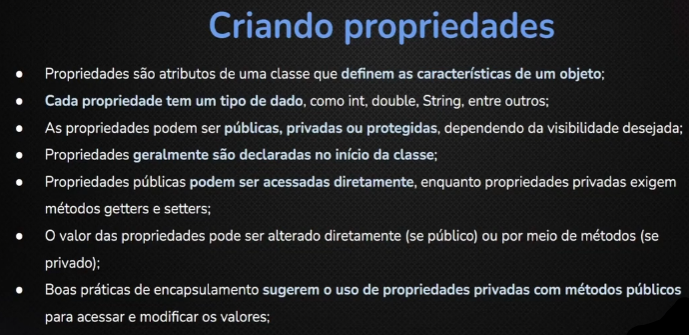 Criando propriedades
● Propriedades são atributos de uma classe que definem as características de um objeto;
● Cada propriedade tem um tipo de dado, como int, double, String, entre outros;
● As propriedades podem ser públicas, privadas ou protegidas, dependendo da visibilidade desejada;
● Propriedades geralmente são declaradas no início da classe;
● Propriedades públicas podem ser acessadas diretamente, enquanto propriedades privadas exigem
métodos getters e setters;
● O valor das propriedades pode ser alterado diretamente (se público) ou por meio de métodos (se
privado);
● Boas práticas de encapsulamento sugerem o uso de propriedades privadas com métodos públicos
para acessar e modificar os valores;